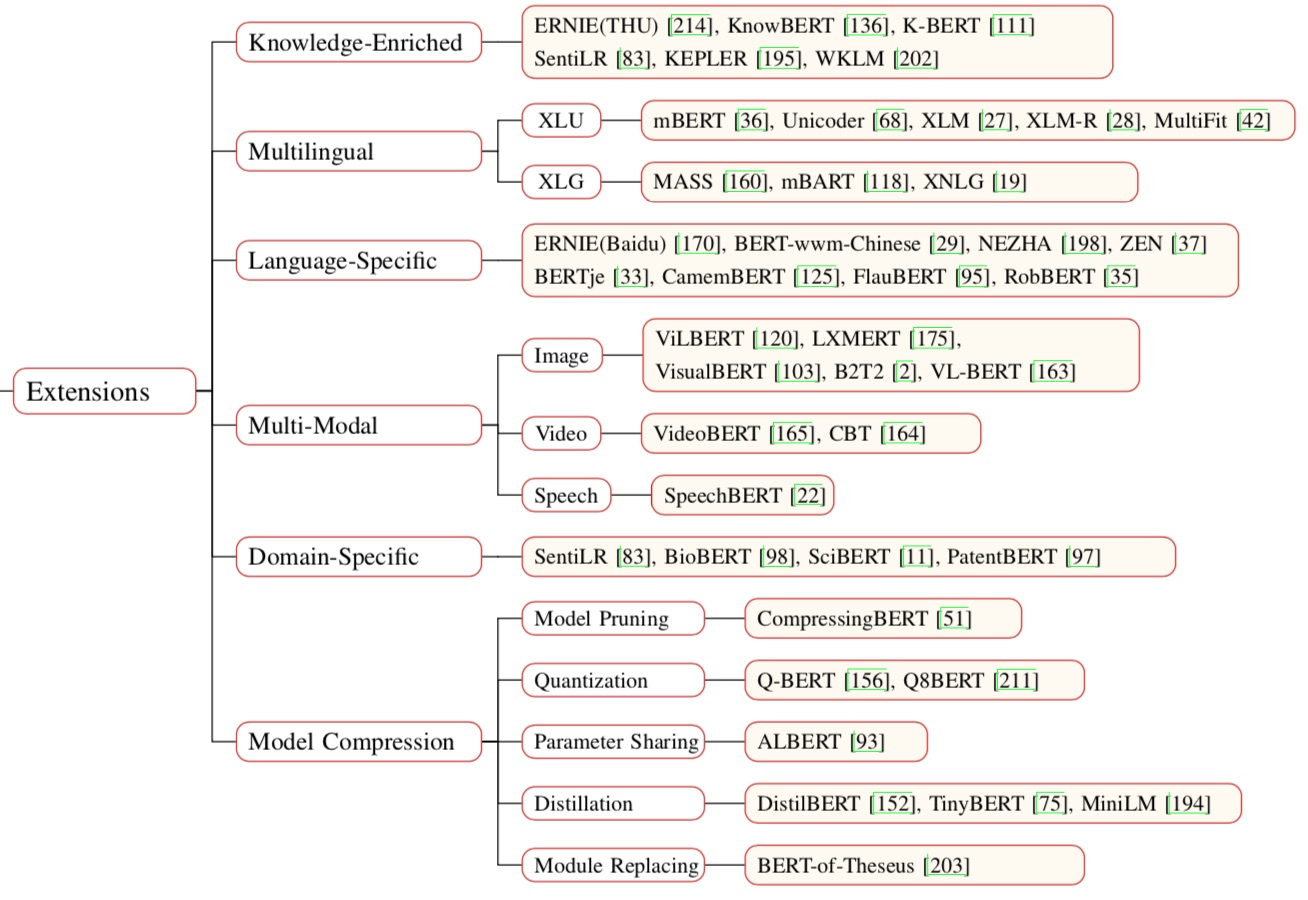 Extensions
Knowledge-Enriched
ERNIE(THU) [214], KnowBERT [136], K-BERT [111]
SentiLR [83], KEPLER [195], WKLM [202]
Multilingual
XLU
mBERT [36], Unicoder [68], XLM [27], XLM-R [28], MultiFit [42]
XLG
MASS [160], mBART [118], XNLG [19]
Language-Specific
ERNIE(Baidu) [170], BERT-wwm-Chinese [29], NEZHA [198], ZEN [37]
BERTje [33], CamemBERT [125], FlauBERT [95], RobBERT [35]
Multi-Modal
Image
ViLBERT [120], LXMERT [175],
VisualBERT [103], B2T2 [2], VL-BERT [163]
Video
VideoBERT [165], CBT [164]
Speech
SpeechBERT [22]
Domain-Specific
SentiLR [83], BioBERT [98], SciBERT [11], PatentBERT [97]
Model Compression
Model Pruning
CompressingBERT [51]
Quantization
Q-BERT [156], Q8BERT [211]
Parameter Sharing
ALBERT [93]
Distillation
DistilBERT [152], TinyBERT [75], MiniLM [194]
Module Replacing
BERT-of-Theseus [203]